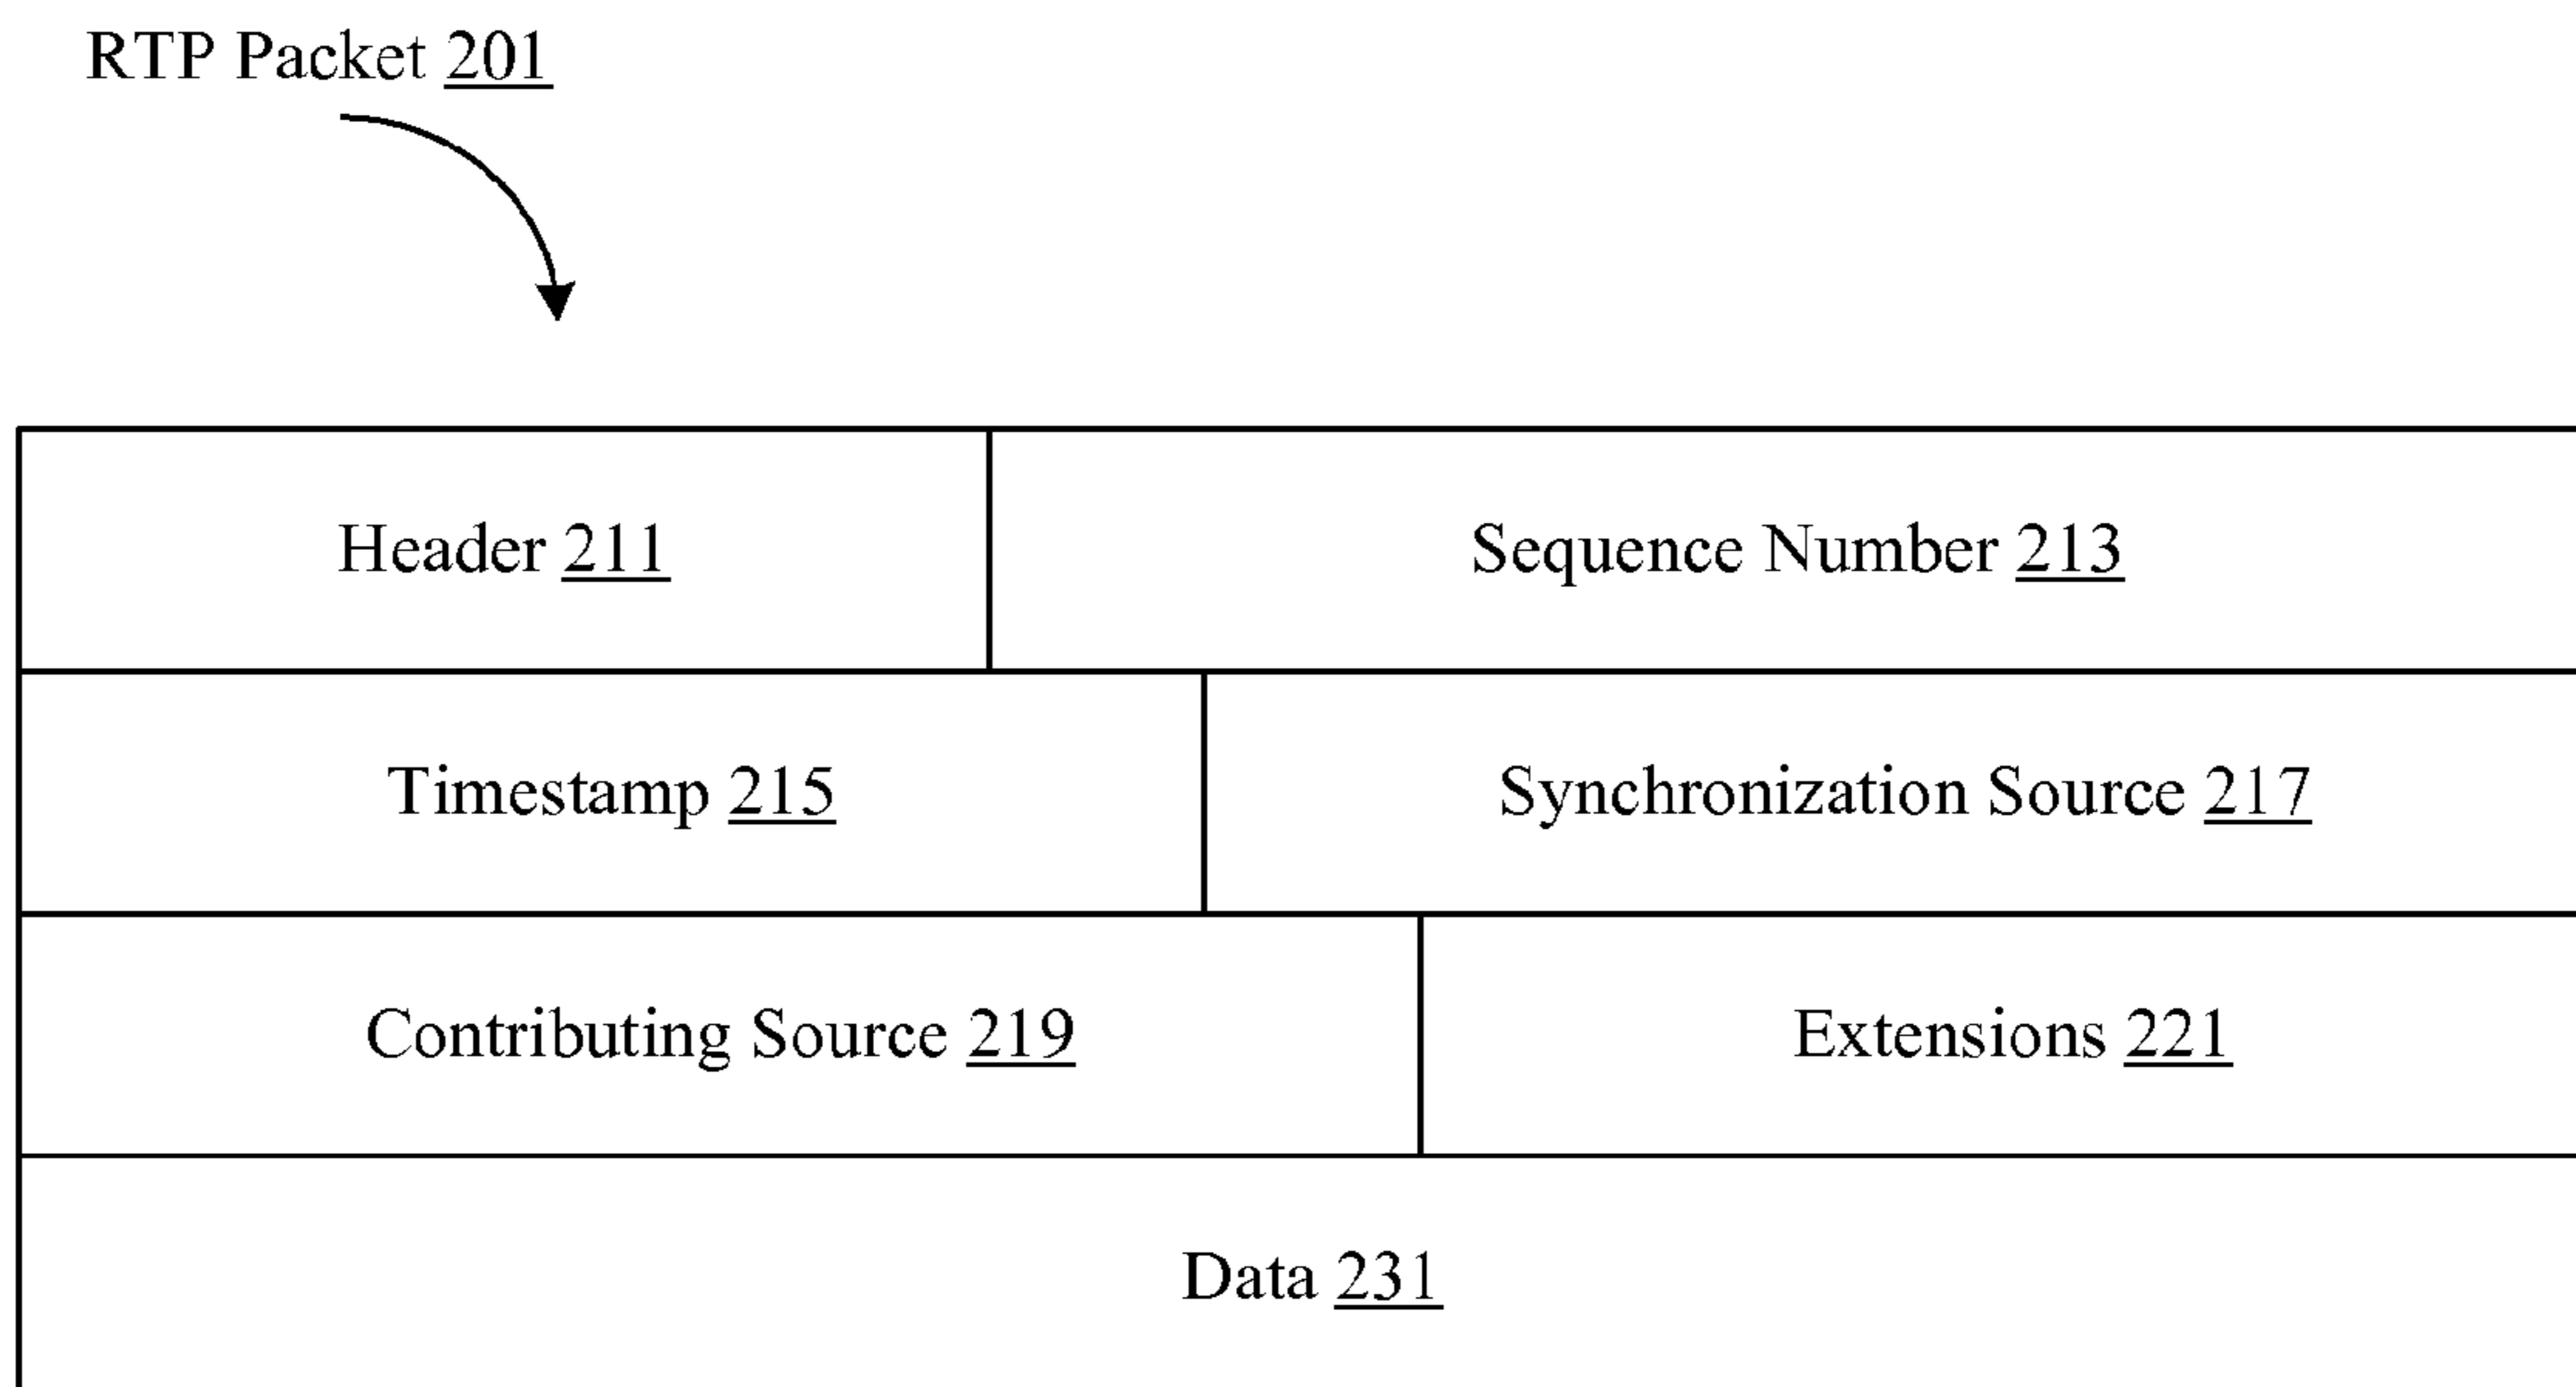 RTP Packet 201
Header 211
Sequence Number 213
Timestamp 215
Synchronization Source 217
Contributing Source 219
Extensions 221
Data 231